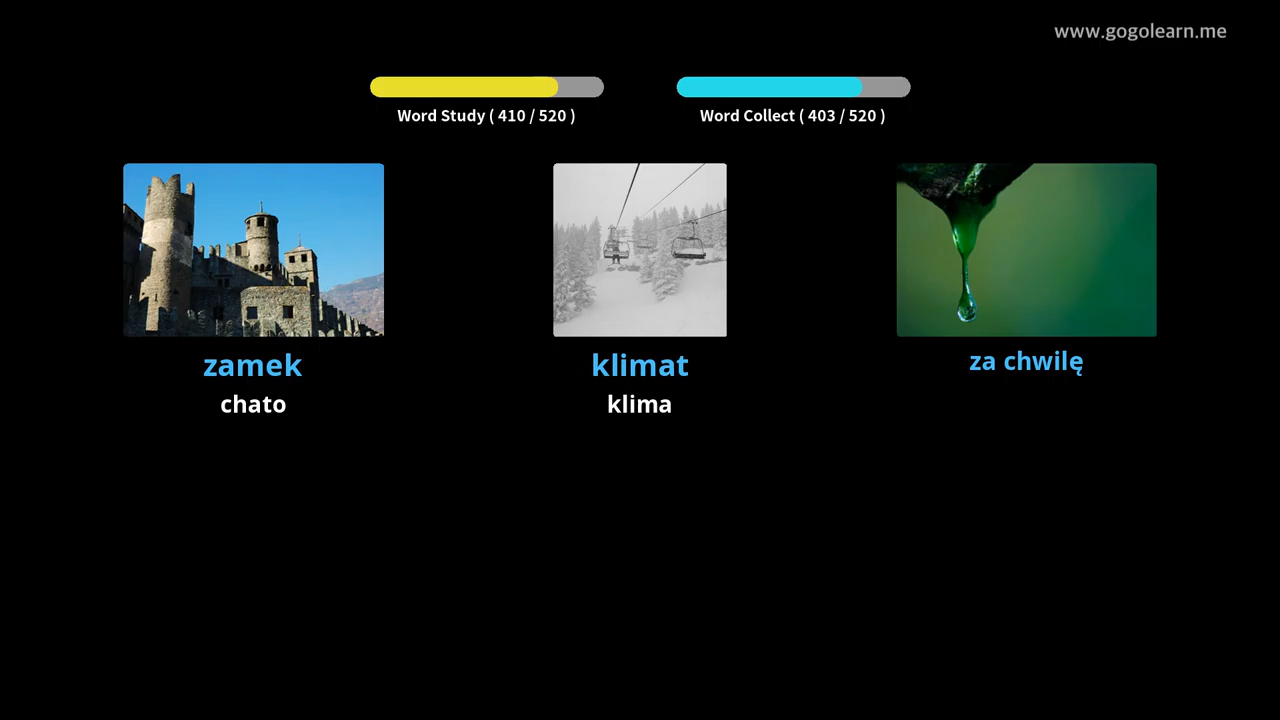 www.gogolearn.me
Word Study ( 410 / 520 )
Word Collect ( 403 / 520 )
zamek
chato
klimat
klima
za chwilę